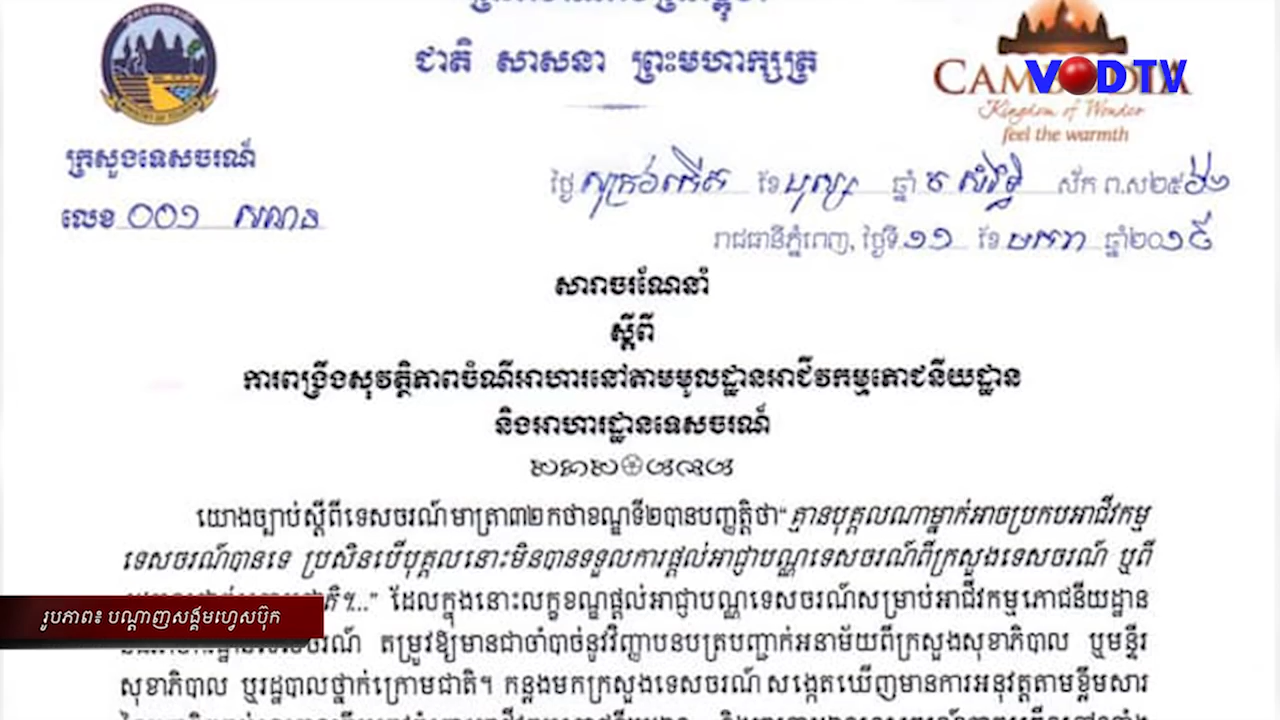 ជាតិ សាសនា ព្រះមហាក្សត្រ
CAMBODIA
VODTV
Kingdom of Wonder
feel the warmth
ក្រសួងទេសចរណ៍
លេខ ០០១ សណន
ថ្ងៃ ខែ បុស្ស ឆ្នាំ ច សំរឹទ្ធិ ស័ក ព.ស២៥៦២
រាជធានីភ្នំពេញ, ថ្ងៃទី ១១ ខែ មករា ឆ្នាំ២០១៩
សារាចរណែនាំ
ស្តីពី
ការពង្រឹងសុវត្ថិភាពចំណីអាហារនៅតាមមូលដ្ឋានអាជីវកម្មភោជនីយដ្ឋាន
និងអាហារដ្ឋានទេសចរណ៍
យោងច្បាប់ស្តីពីទេសចរណ៍មាត្រា៣២កថាខណ្ឌទី២បានបញ្ញត្តិថា“គ្មានបុគ្គលណាម្នាក់អាចប្រកបអាជីវកម្ម
ទេសចរណ៍បានទេ ប្រសិនបើបុគ្គលនោះមិនបានទទួលការផ្តល់អាជ្ញាបណ្ណទេសចរណ៍ពីក្រសួងទេសចរណ៍ ឬពី
ជាតិ។...” ដែលក្នុងនោះលក្ខខណ្ឌផ្តល់អាជ្ញាបណ្ណទេសចរណ៍សម្រាប់អាជីវកម្មភោជនីយដ្ឋាន
រូបភាព៖ បណ្តាញសង្គមហ្វេសប៊ុក
តម្រូវឱ្យមានជាចាំបាច់នូវវិញ្ញាបនបត្របញ្ជាក់អនាម័យពីក្រសួងសុខាភិបាល ឬមន្ទីរ
សុខាភិបាល ឬរដ្ឋបាលថ្នាក់ក្រោមជាតិ។ កន្លងមកក្រសួងទេសចរណ៍សង្កេតឃើញមានការអនុវត្តតាមខ្លឹមសារ